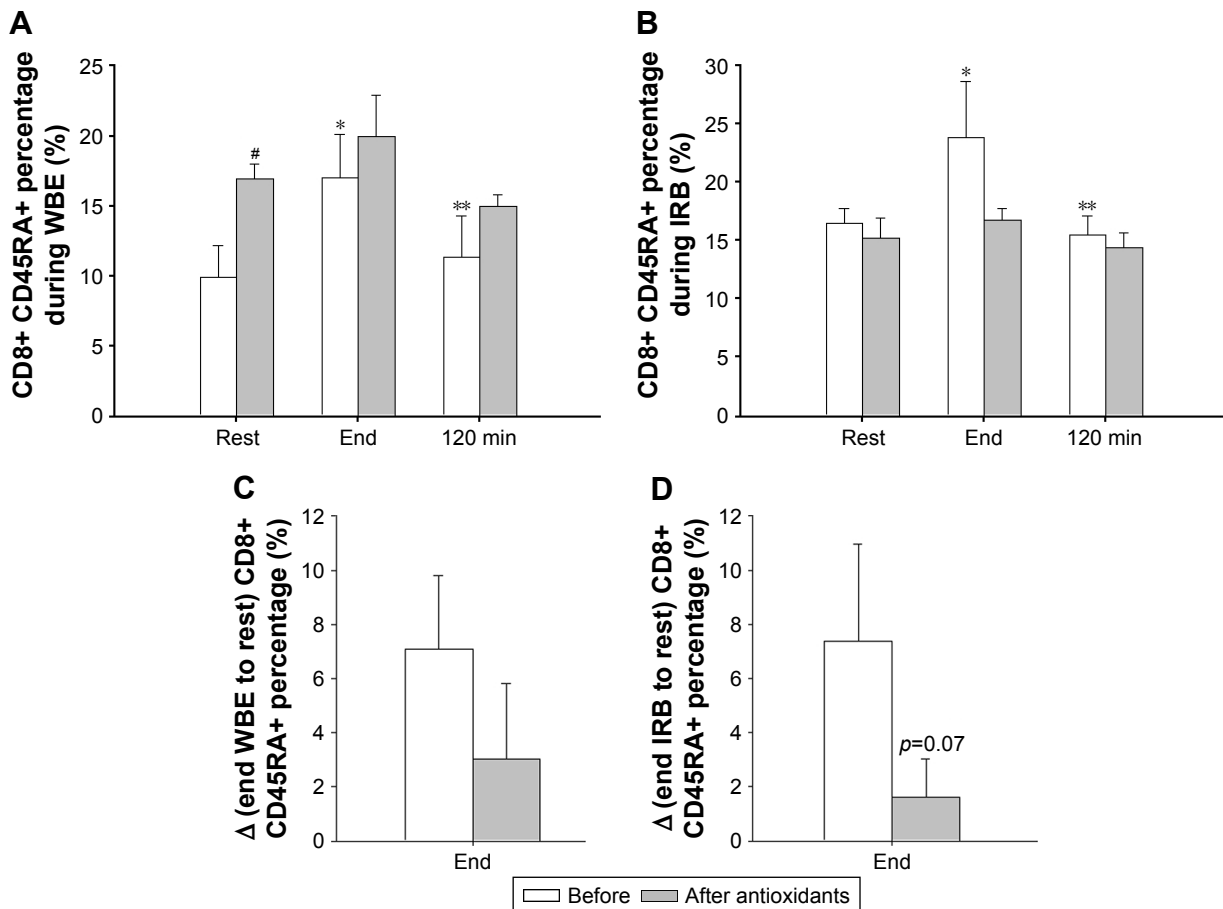 A
CD8+ CD45RA+ percentage
during WBE (%)
25
20
15
10
5
0
#
*
**
Rest
End
120 min
B
CD8+ CD45RA+ percentage
during IRB (%)
30
25
20
15
10
5
0
*
**
Rest
End
120 min
C
Δ (end WBE to rest) CD8+
CD45RA+ percentage (%)
12
10
8
6
4
2
0
End
D
Δ (end IRB to rest) CD8+
CD45RA+ percentage (%)
12
10
8
6
4
2
0
p=0.07
End
Before
After antioxidants